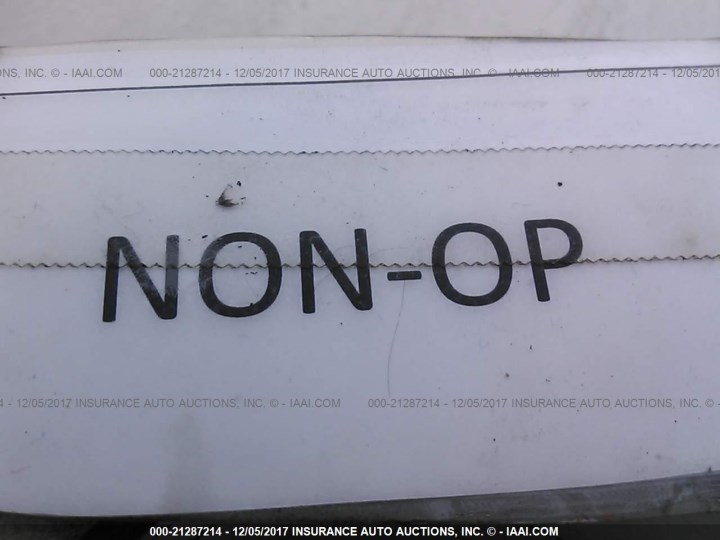 ONS, INC. © - IAAI.COM 000-21287214 - 12/05/2017 INSURANCE AUTO AUCTIONS, INC. © - IAAI.COM 000-21287214 - 12/05/2017
NON-OP
4 - 12/05/2017 INSURANCE AUTO AUCTIONS, INC. © - IAAI.COM 000-21287214 - 12/05/2017 INSURANCE AUTO AUCTIONS, INC. ©
000-21287214 - 12/05/2017 INSURANCE AUTO AUCTIONS, INC. © - IAAI.COM